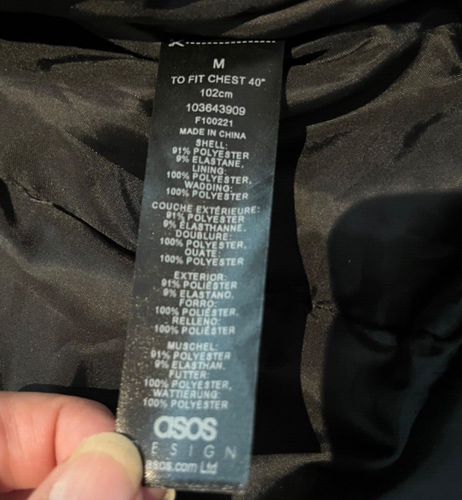 M
TO FIT CHEST 40"
102cm
103643909
F100221
MADE IN CHINA
SHELL:
91% POLYESTER
9% ELASTANE,
LINING:
100% POLYESTER,
WADDING:
100% POLYESTER
COUCHE EXTÉRIEURE:
91% POLYESTER
9% ÉLASTHANNE,
DOUBLURE:
100% POLYESTER,
OUATE:
100% POLYESTER
EXTERIOR:
91% POLIÉSTER
9% ELASTANO,
FORRO:
100% POLIÉSTER,
RELLENO:
100% POLIÉSTER
MUSCHEL:
91% POLYESTER
9% ELASTHAN,
FUTTER:
100% POLYESTER,
WATTIERUNG:
100% POLYESTER
asos
ESIGN
asos.com Ltd